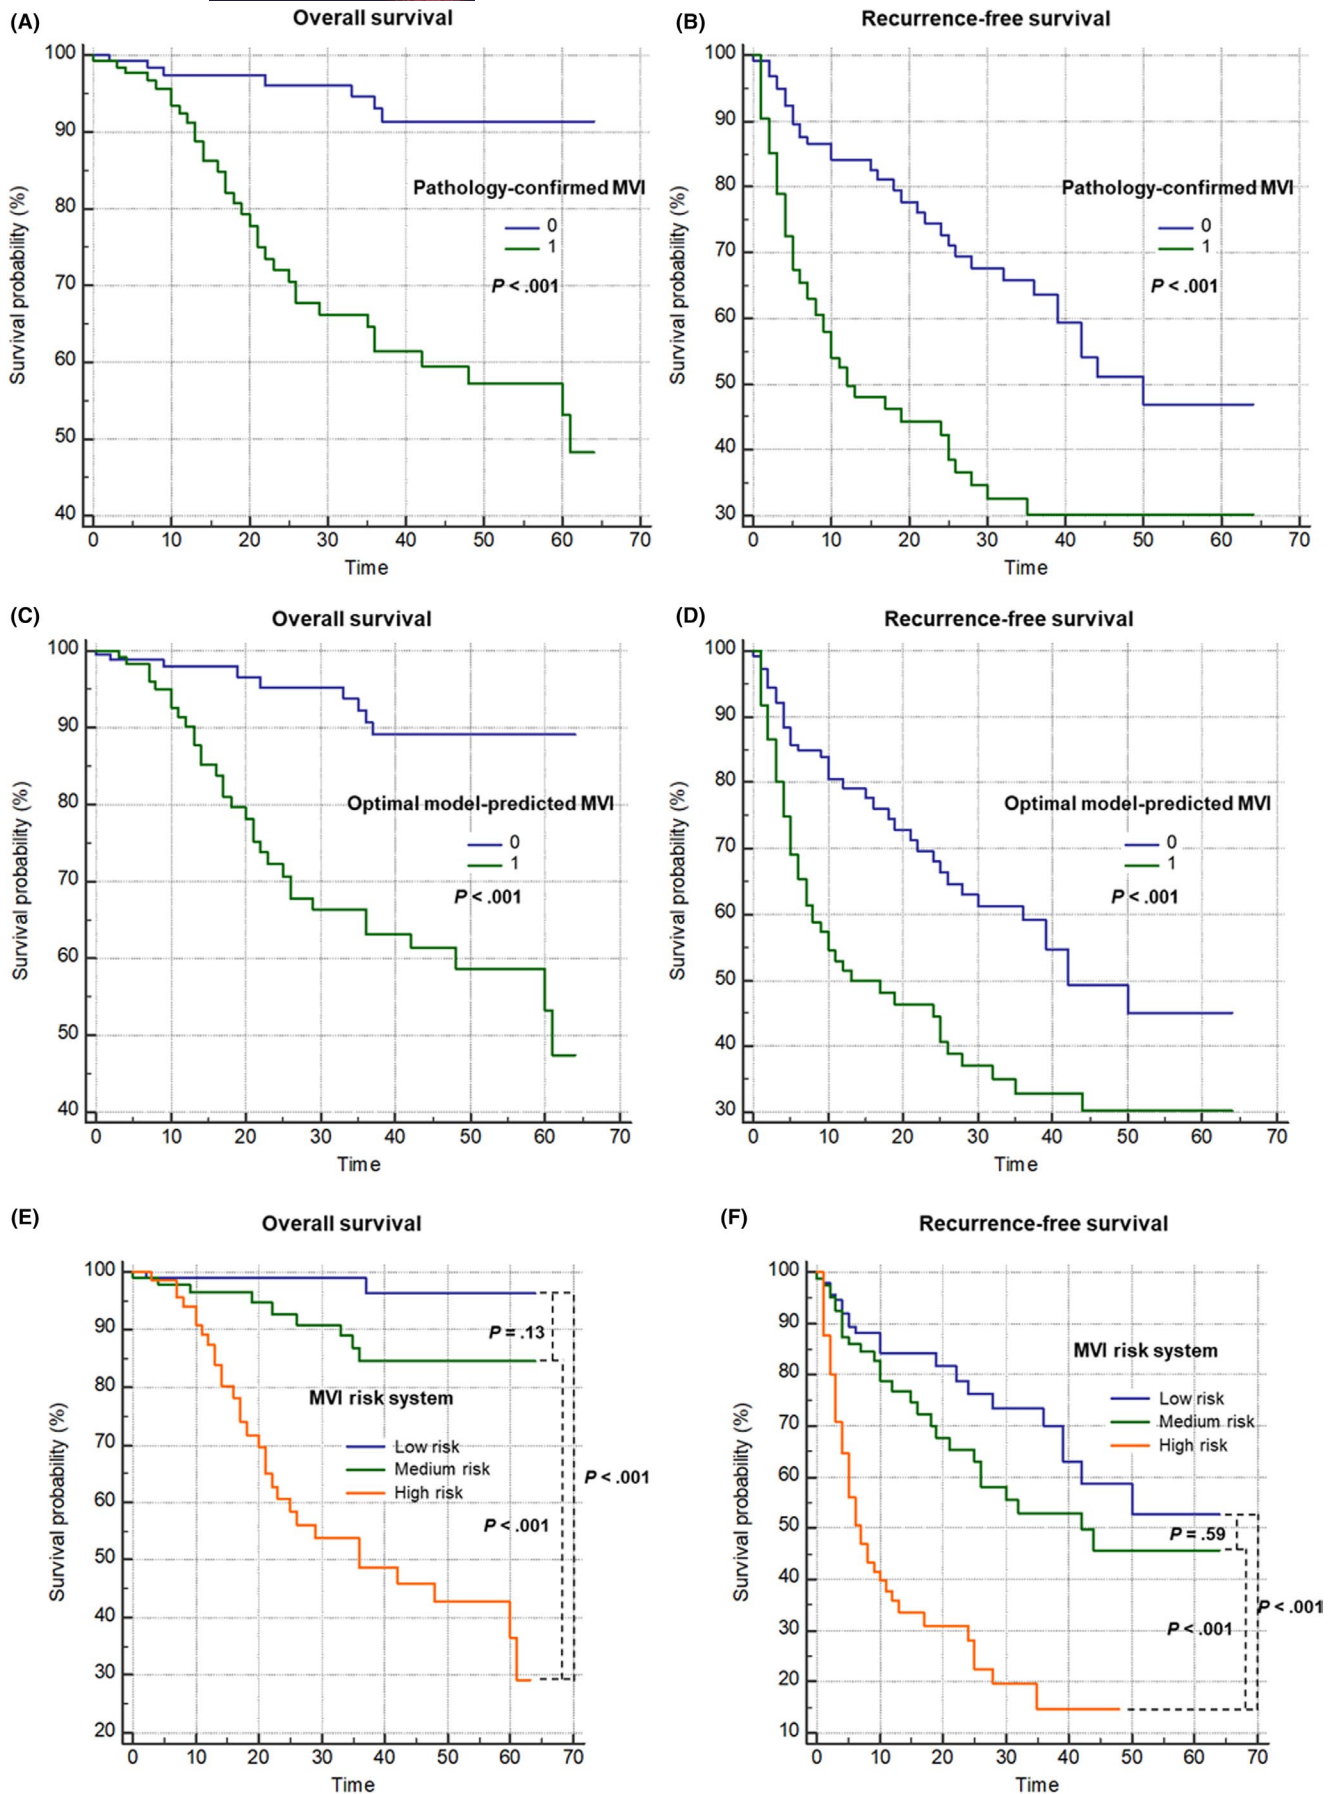 (A)
Overall survival
100
90
80
70
60
50
40
Survival probability (%)
Pathology-confirmed MVI
0
1
P < .001
0 10 20 30 40 50 60 70
Time
(B)
Recurrence-free survival
100
90
80
70
60
50
40
30
Survival probability (%)
Pathology-confirmed MVI
0
1
P < .001
0 10 20 30 40 50 60 70
Time
(C)
Overall survival
100
90
80
70
60
50
40
Survival probability (%)
Optimal model-predicted MVI
0
1
P < .001
0 10 20 30 40 50 60 70
Time
(D)
Recurrence-free survival
100
90
80
70
60
50
40
30
Survival probability (%)
Optimal model-predicted MVI
0
1
P < .001
0 10 20 30 40 50 60 70
Time
(E)
Overall survival
100
90
80
70
60
50
40
30
20
Survival probability (%)
P = .13
MVI risk system
Low risk
Medium risk
High risk
P < .001
P < .001
0 10 20 30 40 50 60 70
Time
(F)
Recurrence-free survival
100
90
80
70
60
50
40
30
20
10
Survival probability (%)
MVI risk system
Low risk
Medium risk
High risk
P = .59
P < .001
P < .001
0 10 20 30 40 50 60 70
Time